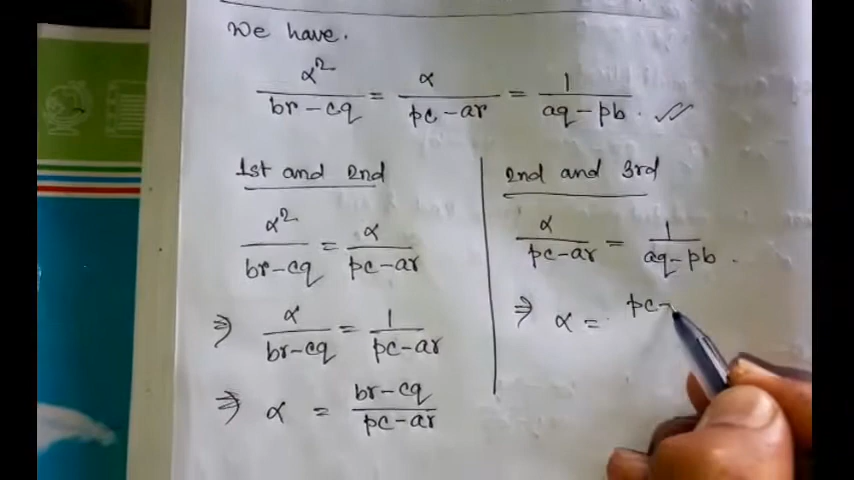 We have.
α² / (br - cq) = α / (pc - ar) = 1 / (aq - pb) .
1st and 2nd
α² / (br - cq) = α / (pc - ar)
⇒ α / (br - cq) = 1 / (pc - ar)
⇒ α = (br - cq) / (pc - ar)
2nd and 3rd
α / (pc - ar) = 1 / (aq - pb) .
⇒ α = pc -